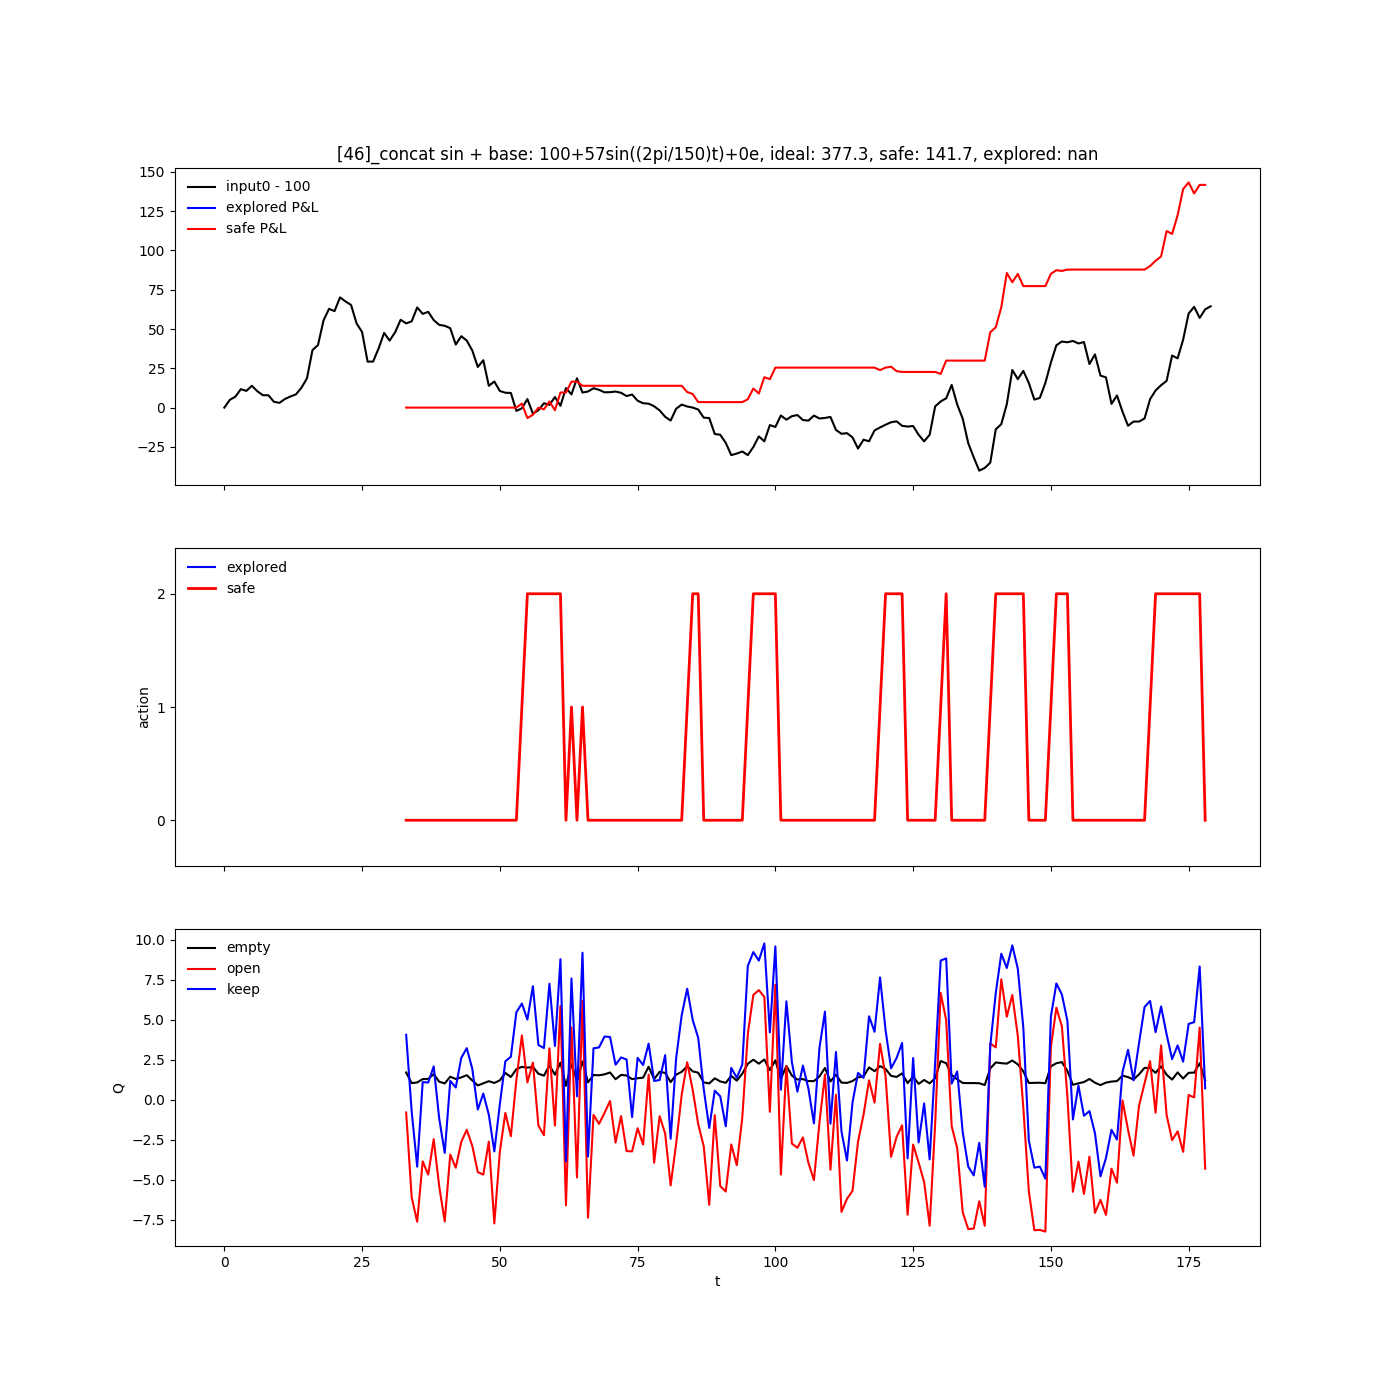 [46]_concat sin + base: 100+57sin((2pi/150)t)+0e, ideal: 377.3, safe: 141.7, explored: nan
150
125
100
75
50
25
0
−25
input0 - 100
explored P&L
safe P&L
2
1
0
action
explored
safe
10.0
7.5
5.0
2.5
0.0
−2.5
−5.0
−7.5
Q
empty
open
keep
0 25 50 75 100 125 150 175
t